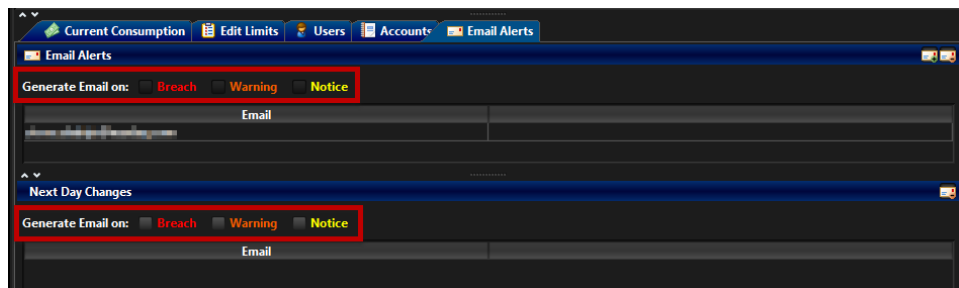 Current Consumption Edit Limits Users Accounts Email Alerts
Email Alerts
Generate Email on: Breach Warning Notice
Email
Next Day Changes
Generate Email on: Breach Warning Notice
Email